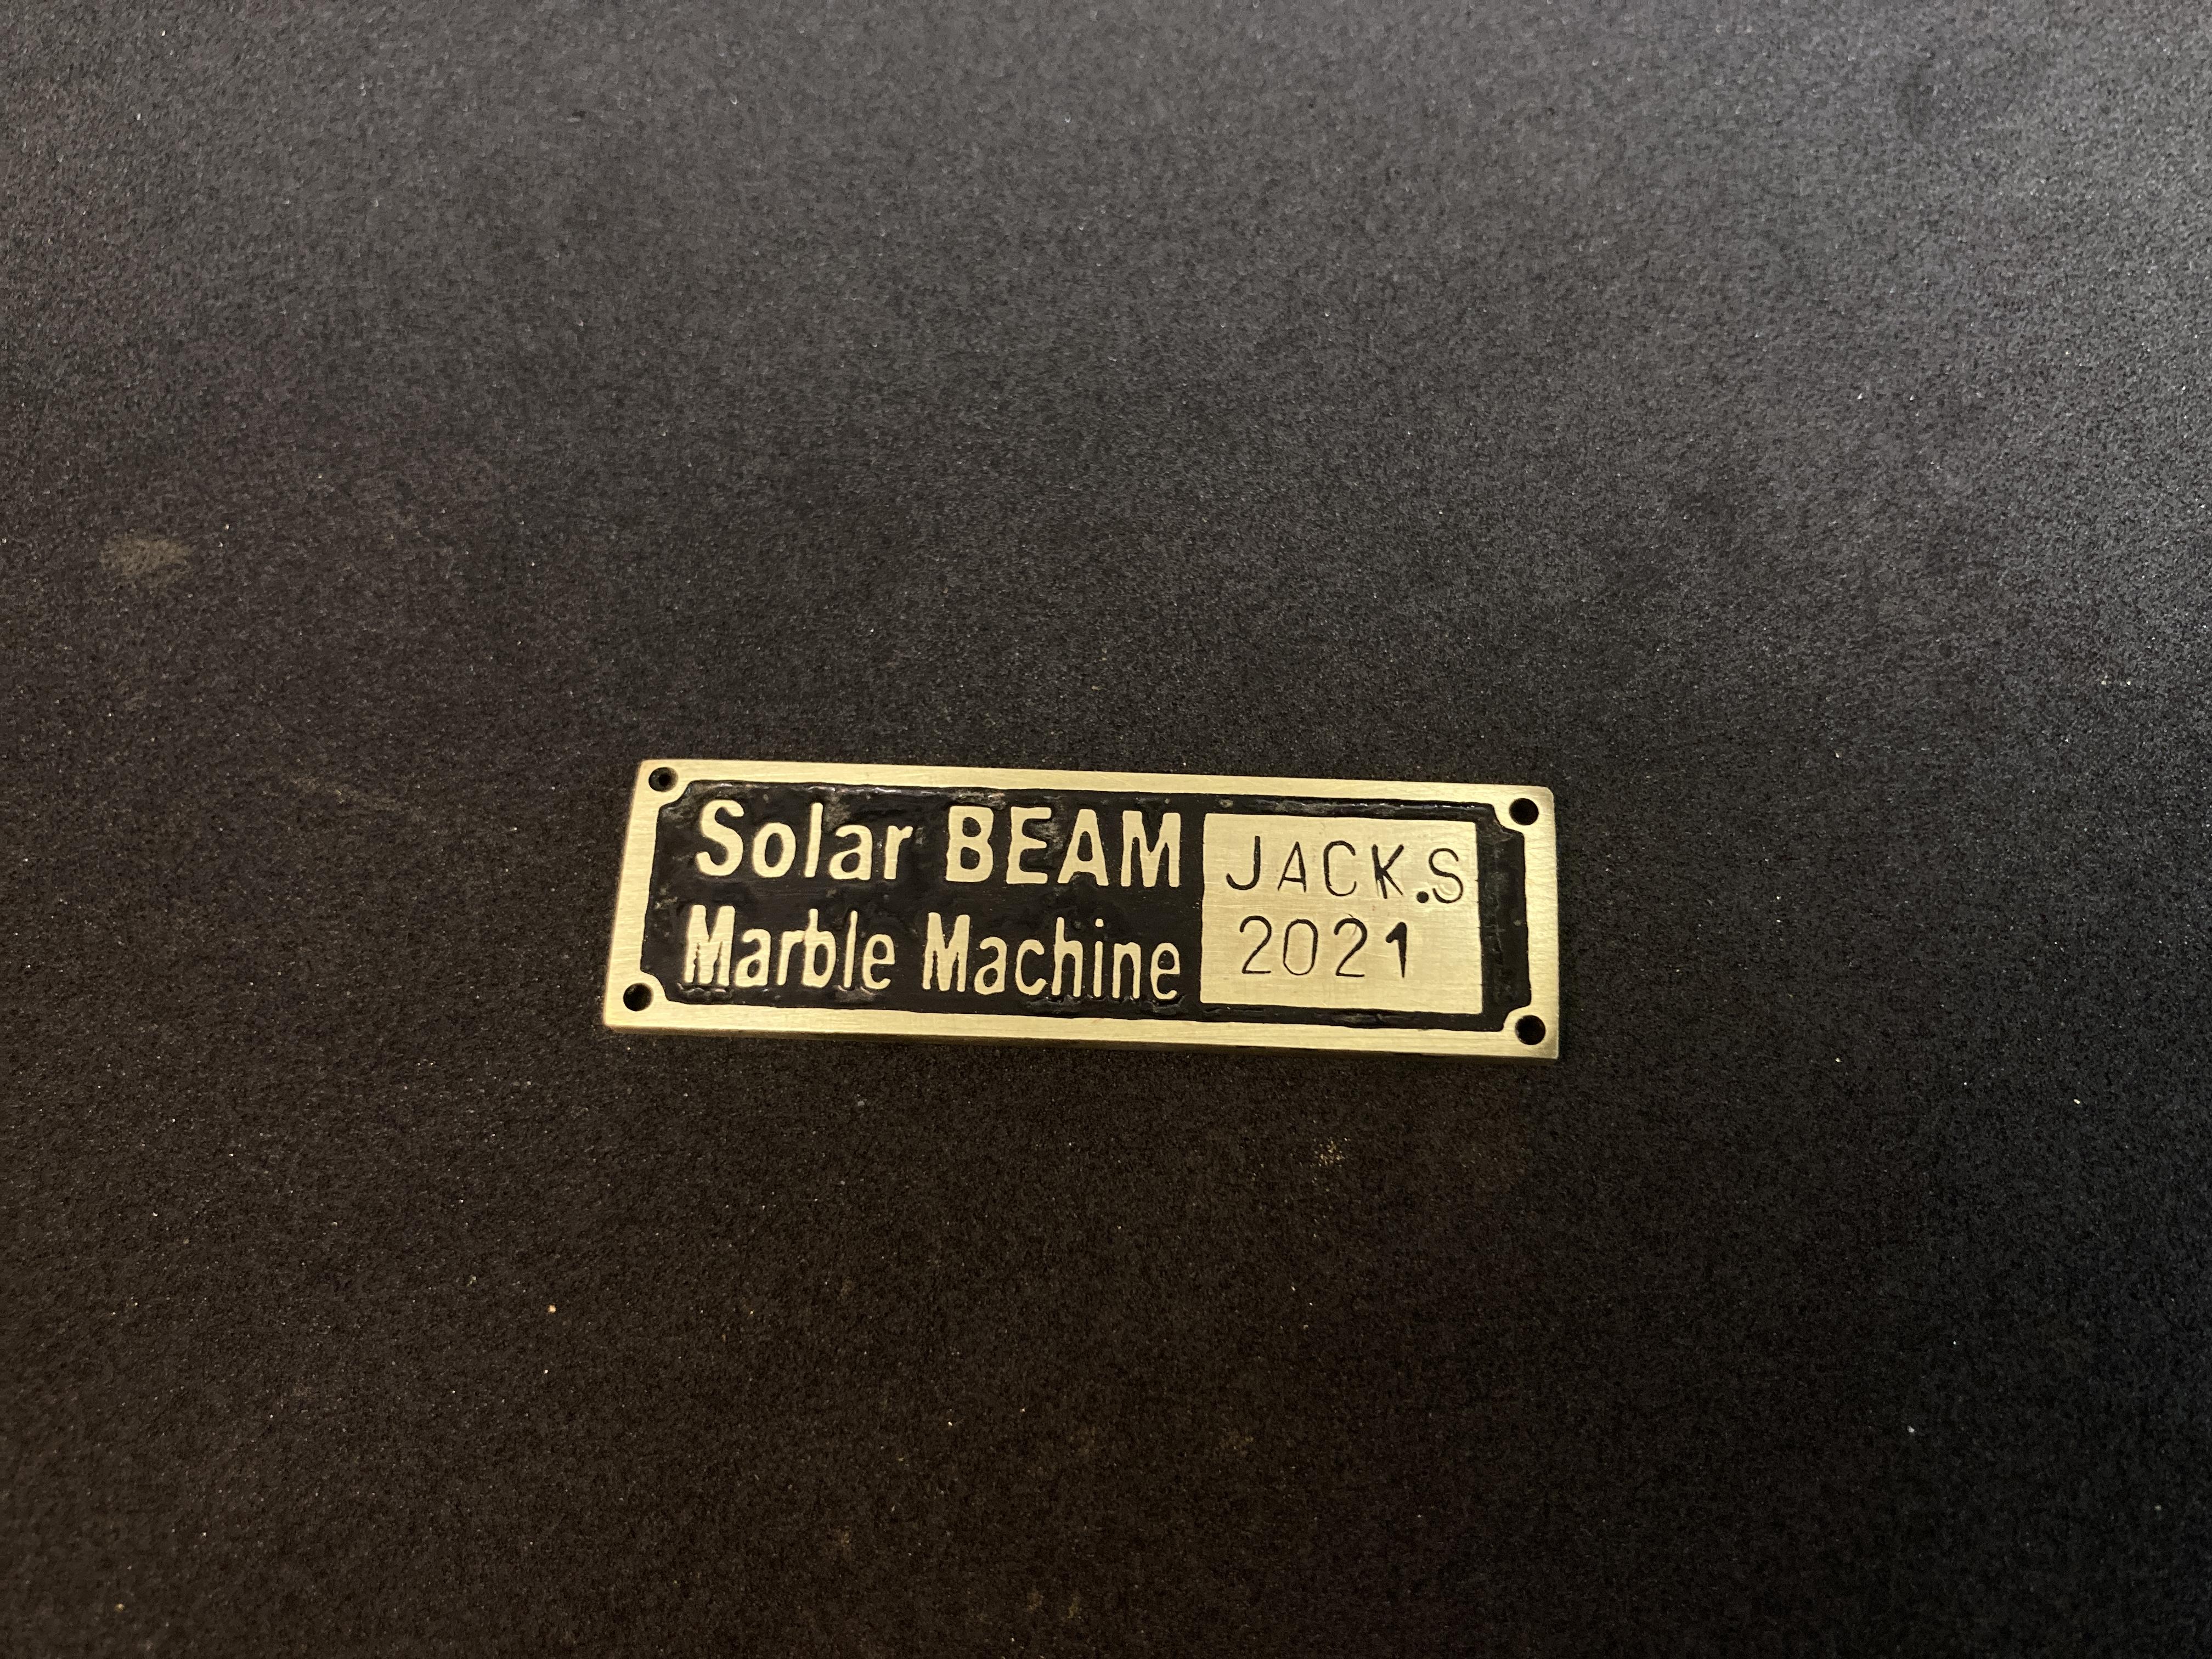 Solar BEAM
Marble Machine
JACK.S
2021